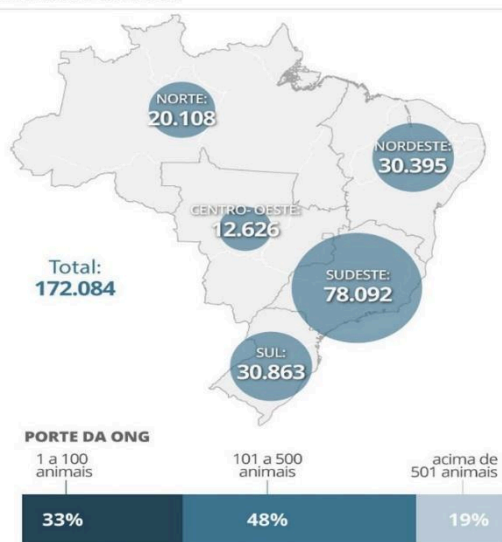 NORTE:
20.108
NORDESTE:
30.395
CENTRO-OESTE:
12.626
Total:
172.084
SUDESTE:
78.092
SUL:
30.863
PORTE DA ONG
1 a 100
animais
101 a 500
animais
acima de
501 animais
33%
48%
19%